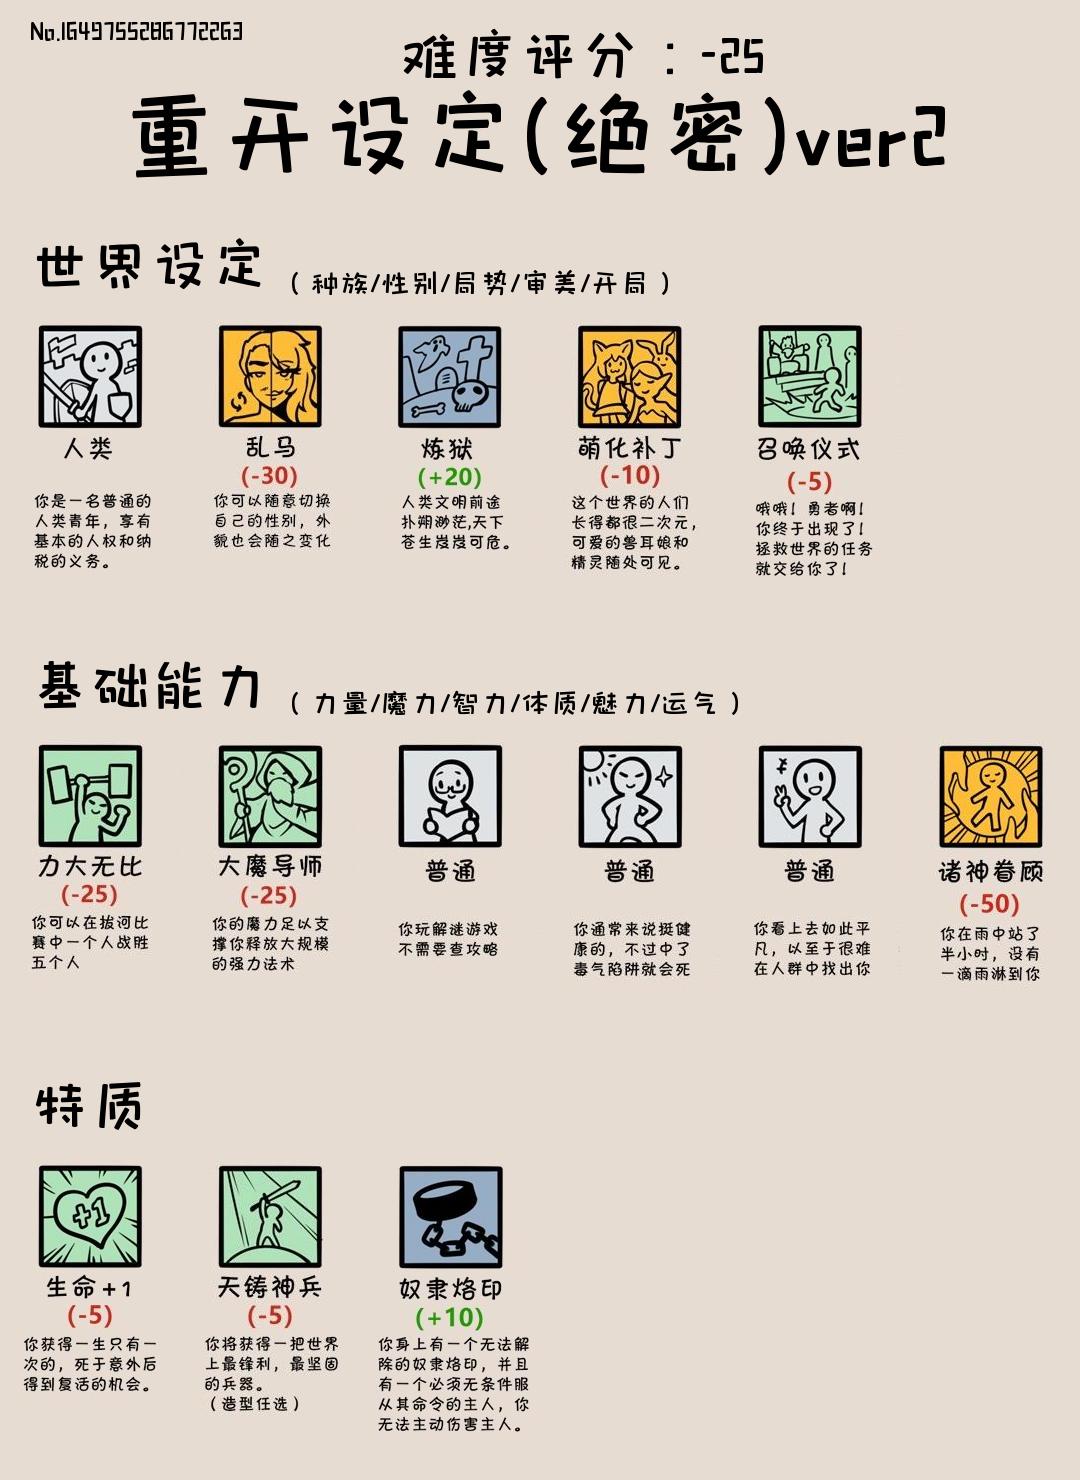 No.1649755286772263
难度评分：-25
重开设定(绝密)ver2
世界设定（种族/性别/局势/审美/开局）
人类
你是一名普通的
人类青年，享有
基本的人权和纳
税的义务。
乱马
(-30)
你可以随意切换
自己的性别，外
貌也会随之变化
炼狱
(+20)
人类文明前途
扑朔渺茫,天下
苍生岌岌可危。
萌化补丁
(-10)
这个世界的人们
长得都很二次元，
可爱的兽耳娘和
精灵随处可见。
召唤仪式
(-5)
哦哦！勇者啊！
你终于出现了！
拯救世界的任务
就交给你了！
基础能力（力量/魔力/智力/体质/魅力/运气）
力大无比
(-25)
你可以在拔河比
赛中一个人战胜
五个人
大魔导师
(-25)
你的魔力足以支
撑你释放大规模
的强力法术
普通
你玩解谜游戏
不需要查攻略
普通
你通常来说挺健
康的，不过中了
毒气陷阱就会死
普通
你看上去如此平
凡，以至于很难
在人群中找出你
诸神眷顾
(-50)
你在雨中站了
半小时，没有
一滴雨淋到你
特质
+1
生命+1
(-5)
你获得一生只有一
次的，死于意外后
得到复活的机会。
天铸神兵
(-5)
你将获得一把世界
上最锋利，最坚固
的兵器。
（造型任选）
奴隶烙印
(+10)
你身上有一个无法解
除的奴隶烙印，并且
有一个必须无条件服
从其命令的主人，你
无法主动伤害主人。